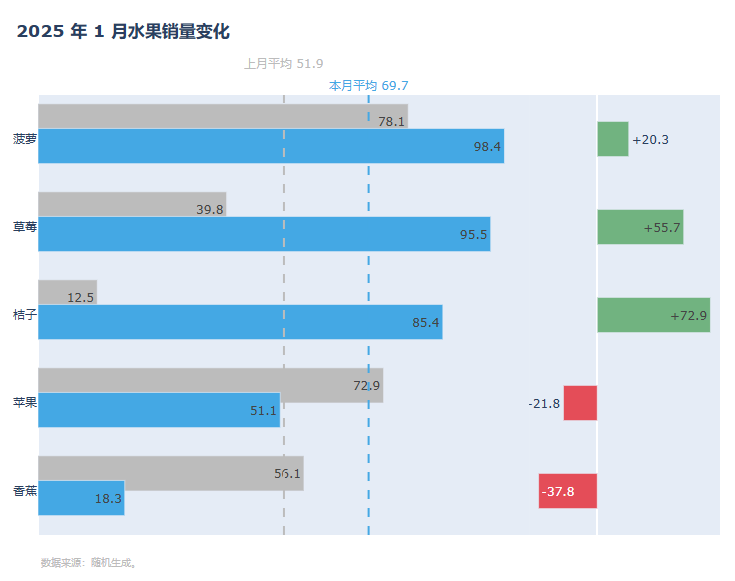 2025 年 1 月水果销量变化
上月平均 51.9
本月平均 69.7
菠萝
78.1
98.4
+20.3
草莓
39.8
95.5
+55.7
桔子
12.5
85.4
+72.9
苹果
72.9
51.1
-21.8
香蕉
56.1
18.3
-37.8
数据来源：随机生成。